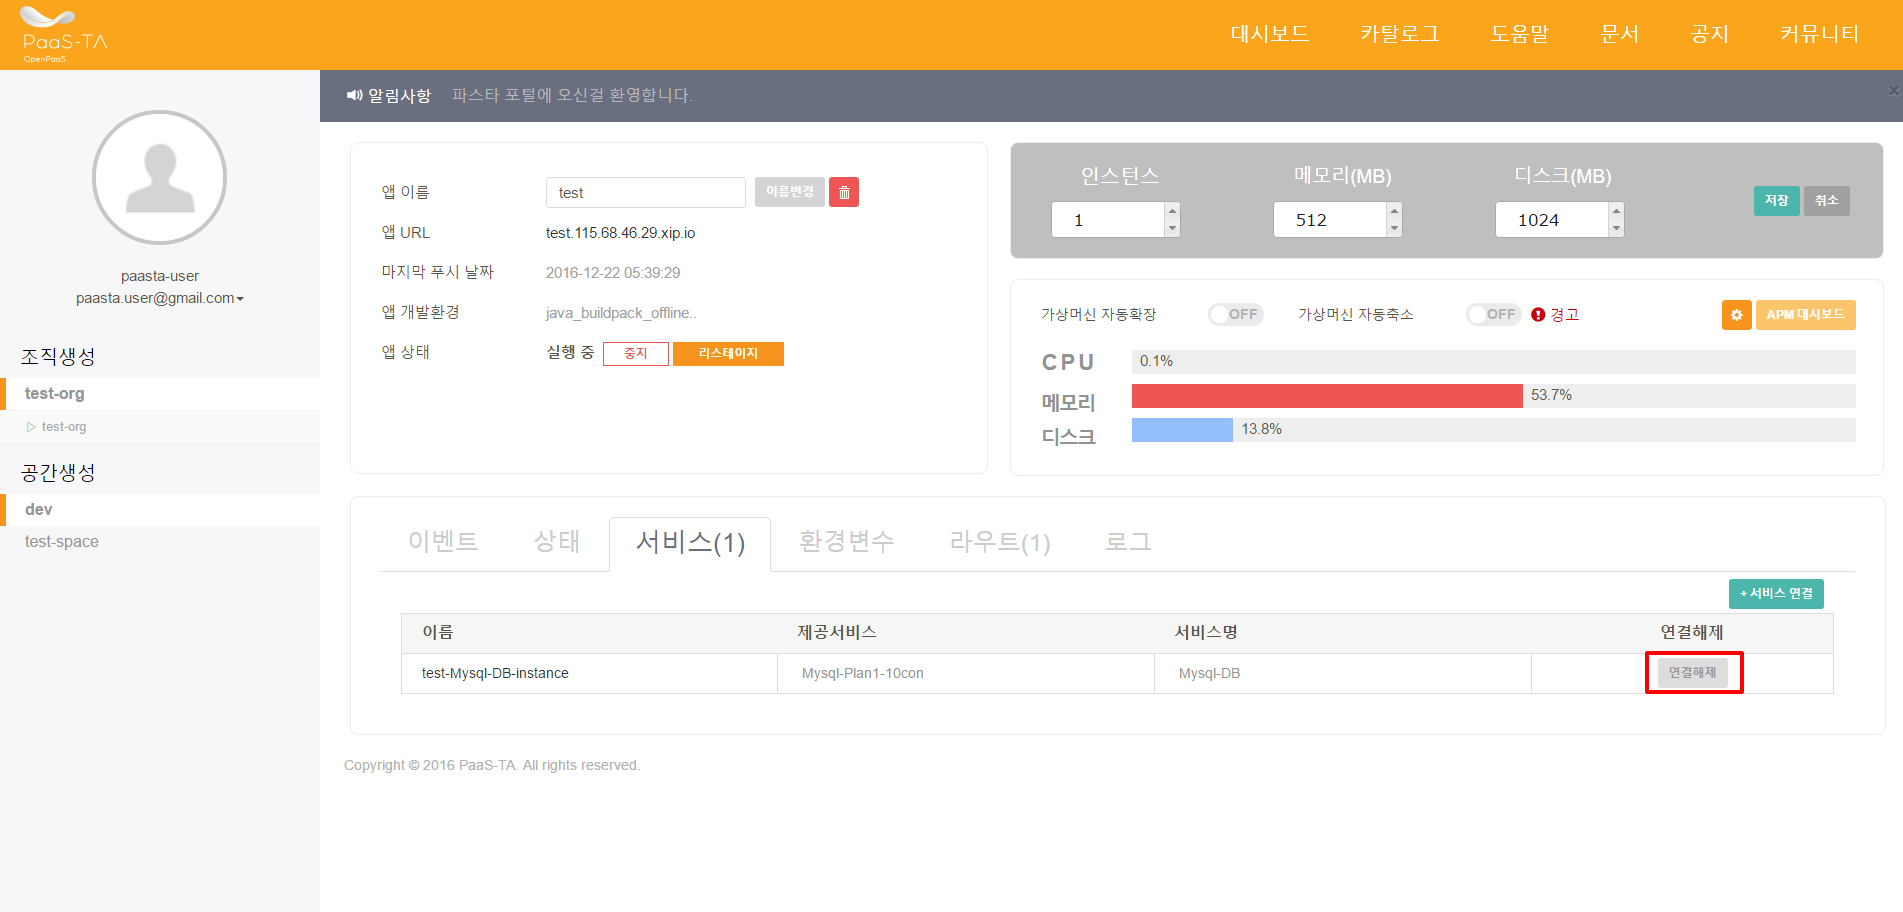 PaaS-TA
OpenPaaS
대시보드 카탈로그 도움말 문서 공지 커뮤니티
알림사항 파스타 포털에 오신걸 환영합니다.
×
paasta-user
paasta.user@gmail.com
조직생성
test-org
test-org
공간생성
dev
test-space
앱 이름 test 이름변경
앱 URL test.115.68.46.29.xip.io
마지막 푸시 날짜 2016-12-22 05:39:29
앱 개발환경 java_buildpack_offline..
앱 상태 실행 중 중지 리스테이지
인스턴스 메모리(MB) 디스크(MB)
1 512 1024 저장 취소
가상머신 자동확장 OFF 가상머신 자동축소 OFF 경고 APM 대시보드
CPU 0.1%
메모리 53.7%
디스크 13.8%
이벤트 상태 서비스(1) 환경변수 라우트(1) 로그
+ 서비스 연결
이름 제공서비스 서비스명 연결해제
test-Mysql-DB-instance Mysql-Plan1-10con Mysql-DB 연결해제
Copyright © 2016 PaaS-TA. All rights reserved.